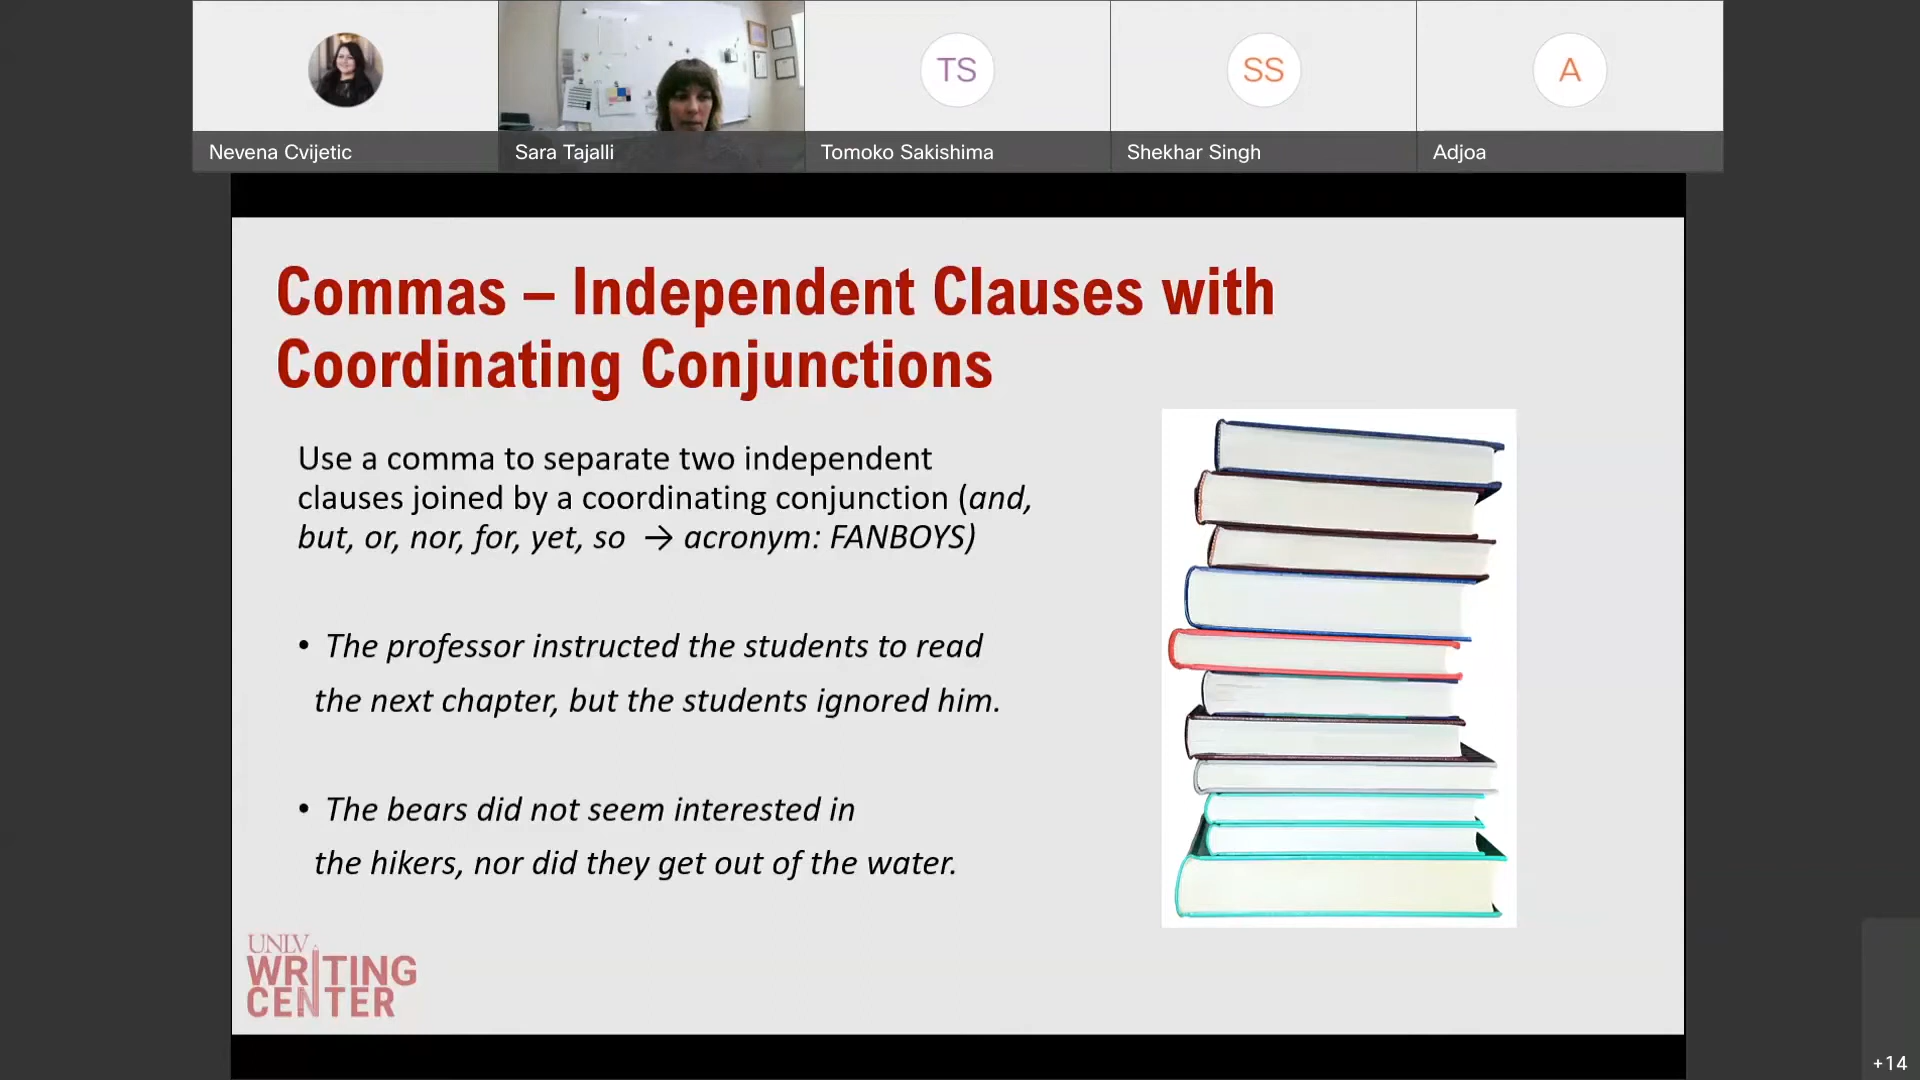 TS
SS
A
Nevena Cvijetic
Sara Tajalli
Tomoko Sakishima
Shekhar Singh
Adjoa
Commas – Independent Clauses with
Coordinating Conjunctions
Use a comma to separate two independent
clauses joined by a coordinating conjunction (and,
but, or, nor, for, yet, so → acronym: FANBOYS)
• The professor instructed the students to read
the next chapter, but the students ignored him.
• The bears did not seem interested in
the hikers, nor did they get out of the water.
UNLV
WRITING
CENTER
+14